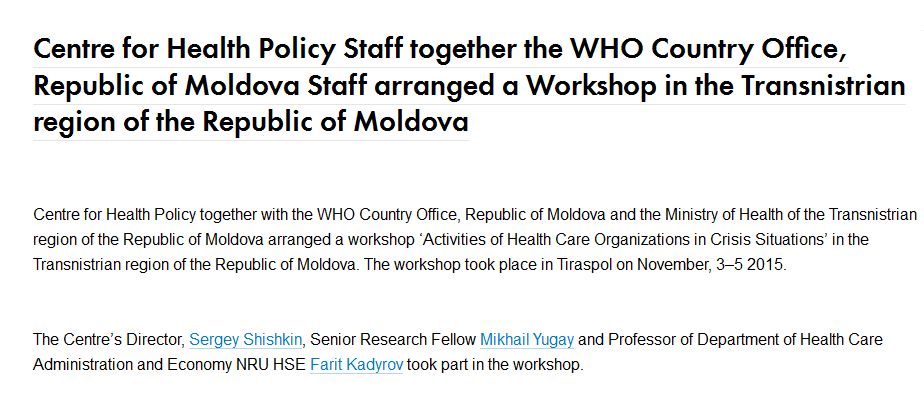 Centre for Health Policy Staff together the WHO Country Office,
Republic of Moldova Staff arranged a Workshop in the Transnistrian
region of the Republic of Moldova
Centre for Health Policy together with the WHO Country Office, Republic of Moldova and the Ministry of Health of the Transnistrian
region of the Republic of Moldova arranged a workshop ‘Activities of Health Care Organizations in Crisis Situations’ in the
Transnistrian region of the Republic of Moldova. The workshop took place in Tiraspol on November, 3–5 2015.
The Centre’s Director, Sergey Shishkin, Senior Research Fellow Mikhail Yugay and Professor of Department of Health Care
Administration and Economy NRU HSE Farit Kadyrov took part in the workshop.